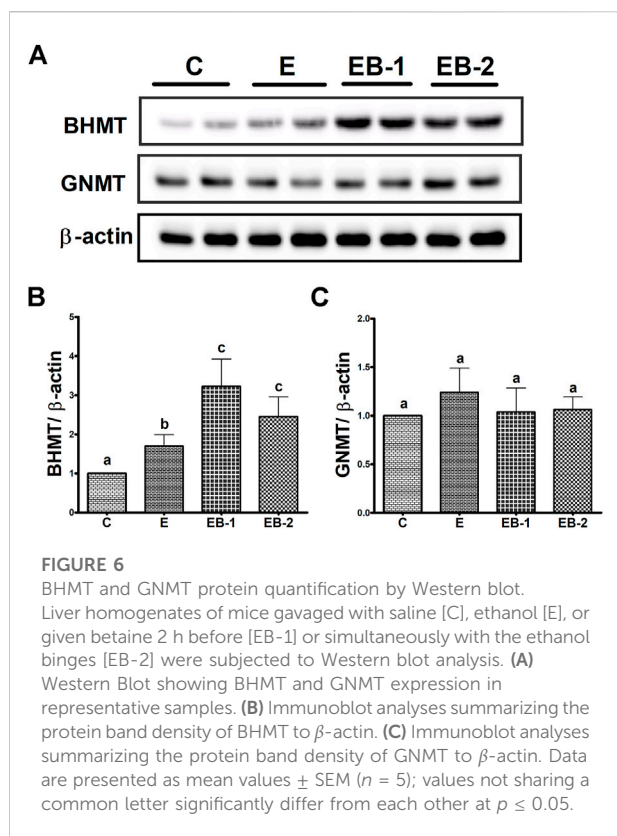 A
C E EB-1 EB-2
BHMT
GNMT
β-actin
B
BHMT/ β-actin
5
4
3
2
1
0
a
b
c
c
C E EB-1 EB-2
C
GNMT/ β-actin
2.0
1.5
1.0
0.5
0.0
a
a
a
a
C E EB-1 EB-2
FIGURE 6
BHMT and GNMT protein quantification by Western blot.
Liver homogenates of mice gavaged with saline [C], ethanol [E], or
given betaine 2 h before [EB-1] or simultaneously with the ethanol
binges [EB-2] were subjected to Western blot analysis. (A)
Western Blot showing BHMT and GNMT expression in
representative samples. (B) Immunoblot analyses summarizing the
protein band density of BHMT to β-actin. (C) Immunoblot analyses
summarizing the protein band density of GNMT to β-actin. Data
are presented as mean values ± SEM (n = 5); values not sharing a
common letter significantly differ from each other at p ≤ 0.05.